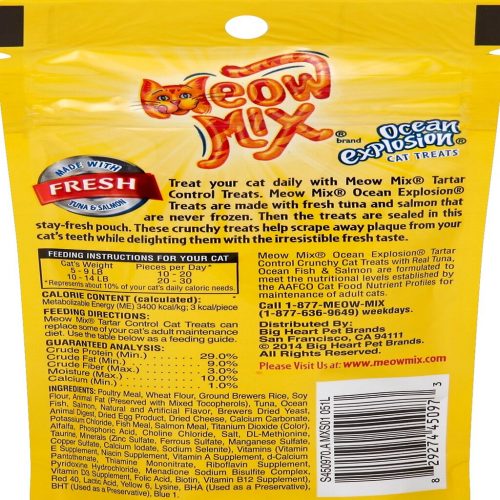 Meow
Mix®
brand
Ocean
explosion®
CAT TREATS
MADE WITH
FRESH
TUNA & SALMON
Treat your cat daily with Meow Mix® Tartar
Control Treats. Meow Mix® Ocean Explosion®
Treats are made with fresh tuna and salmon that
are never frozen. Then the treats are sealed in this
stay-fresh pouch. These crunchy treats help scrape away plaque from your
cat's teeth while delighting them with the irresistible fresh taste.
FEEDING INSTRUCTIONS FOR YOUR CAT
Cat's Weight Pieces per Day*
5 - 9 LB 10 - 20
10 - 14 LB 20 - 30
*Represents about 10% of your cat's daily caloric needs.
CALORIE CONTENT (calculated):
Metabolizable Energy (ME) 3400 kcal/kg; 3 kcal/piece
FEEDING DIRECTIONS:
Meow Mix® Tartar Control Cat Treats can
replace some of your cat's adult maintenance
diet. Use the table below as a feeding guide.
GUARANTEED ANALYSIS:
Crude Protein (Min.) 29.0%
Crude Fat (Min.) 9.0%
Crude Fiber (Max.) 3.0%
Moisture (Max.) 10.0%
Calcium (Min.) 1.0%
INGREDIENTS: Poultry Meal, Wheat Flour, Ground Brewers Rice, Soy
Flour, Animal Fat (Preserved with Mixed Tocopherols), Tuna, Ocean
Fish, Salmon, Natural and Artificial Flavor, Brewers Dried Yeast,
Animal Digest, Dried Egg Product, Dried Cheese, Calcium Carbonate,
Potassium Chloride, Fish Meal, Salmon Meal, Titanium Dioxide (Color),
Alfalfa, Phosphoric Acid, Choline Chloride, Salt, DL-Methionine,
Taurine, Minerals (Zinc Sulfate, Ferrous Sulfate, Manganese Sulfate,
Copper Sulfate, Calcium Iodate, Sodium Selenite), Vitamins (Vitamin
E Supplement, Niacin, Vitamin A Supplement, d-Calcium
Pantothenate, Thiamine Mononitrate, Riboflavin Supplement,
Pyridoxine Hydrochloride, Menadione Sodium Bisulfite Complex,
Vitamin D3 Supplement, Folic Acid, Biotin, Vitamin B12 Supplement),
Red 40, Lactic Acid, Yellow 6, Lysine, BHA (Used as a Preservative),
BHT (Used as a Preservative), Blue 1.
Meow Mix® Ocean Explosion® Tartar
Control Crunchy Cat Treats with Real Tuna,
Ocean Fish & Salmon are formulated to
meet the nutritional levels established by
the AAFCO Cat Food Nutrient Profiles for
maintenance of adult cats.
Call 1-877-MEOW-MIX
(1-877-636-9649) weekdays.
Distributed By:
Big Heart Pet Brands
San Francisco, CA 94111
© 2014 Big Heart Pet Brands.
All Rights Reserved.
Please Visit Us at: www.meowmix.com
8 29274 45097 3